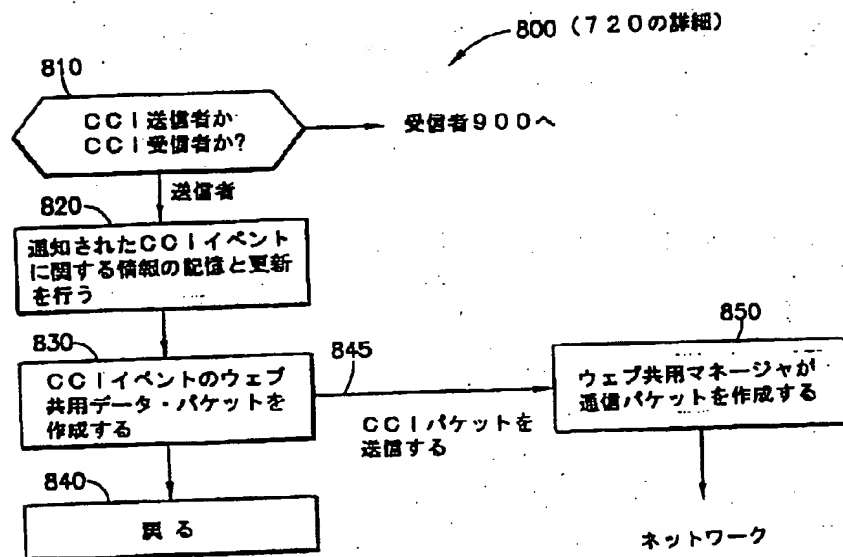 800（720の詳細）
810
CCI送信者か
CCI受信者か?
受信者900へ
送信者
820
通知されたCCIイベント
に関する情報の記憶と更新
を行う
830
CCIイベントのウェブ
共用データ・パケットを
作成する
845
CCIパケットを
送信する
850
ウェブ共用マネージャが
通信パケットを作成する
840
戻る
ネットワーク